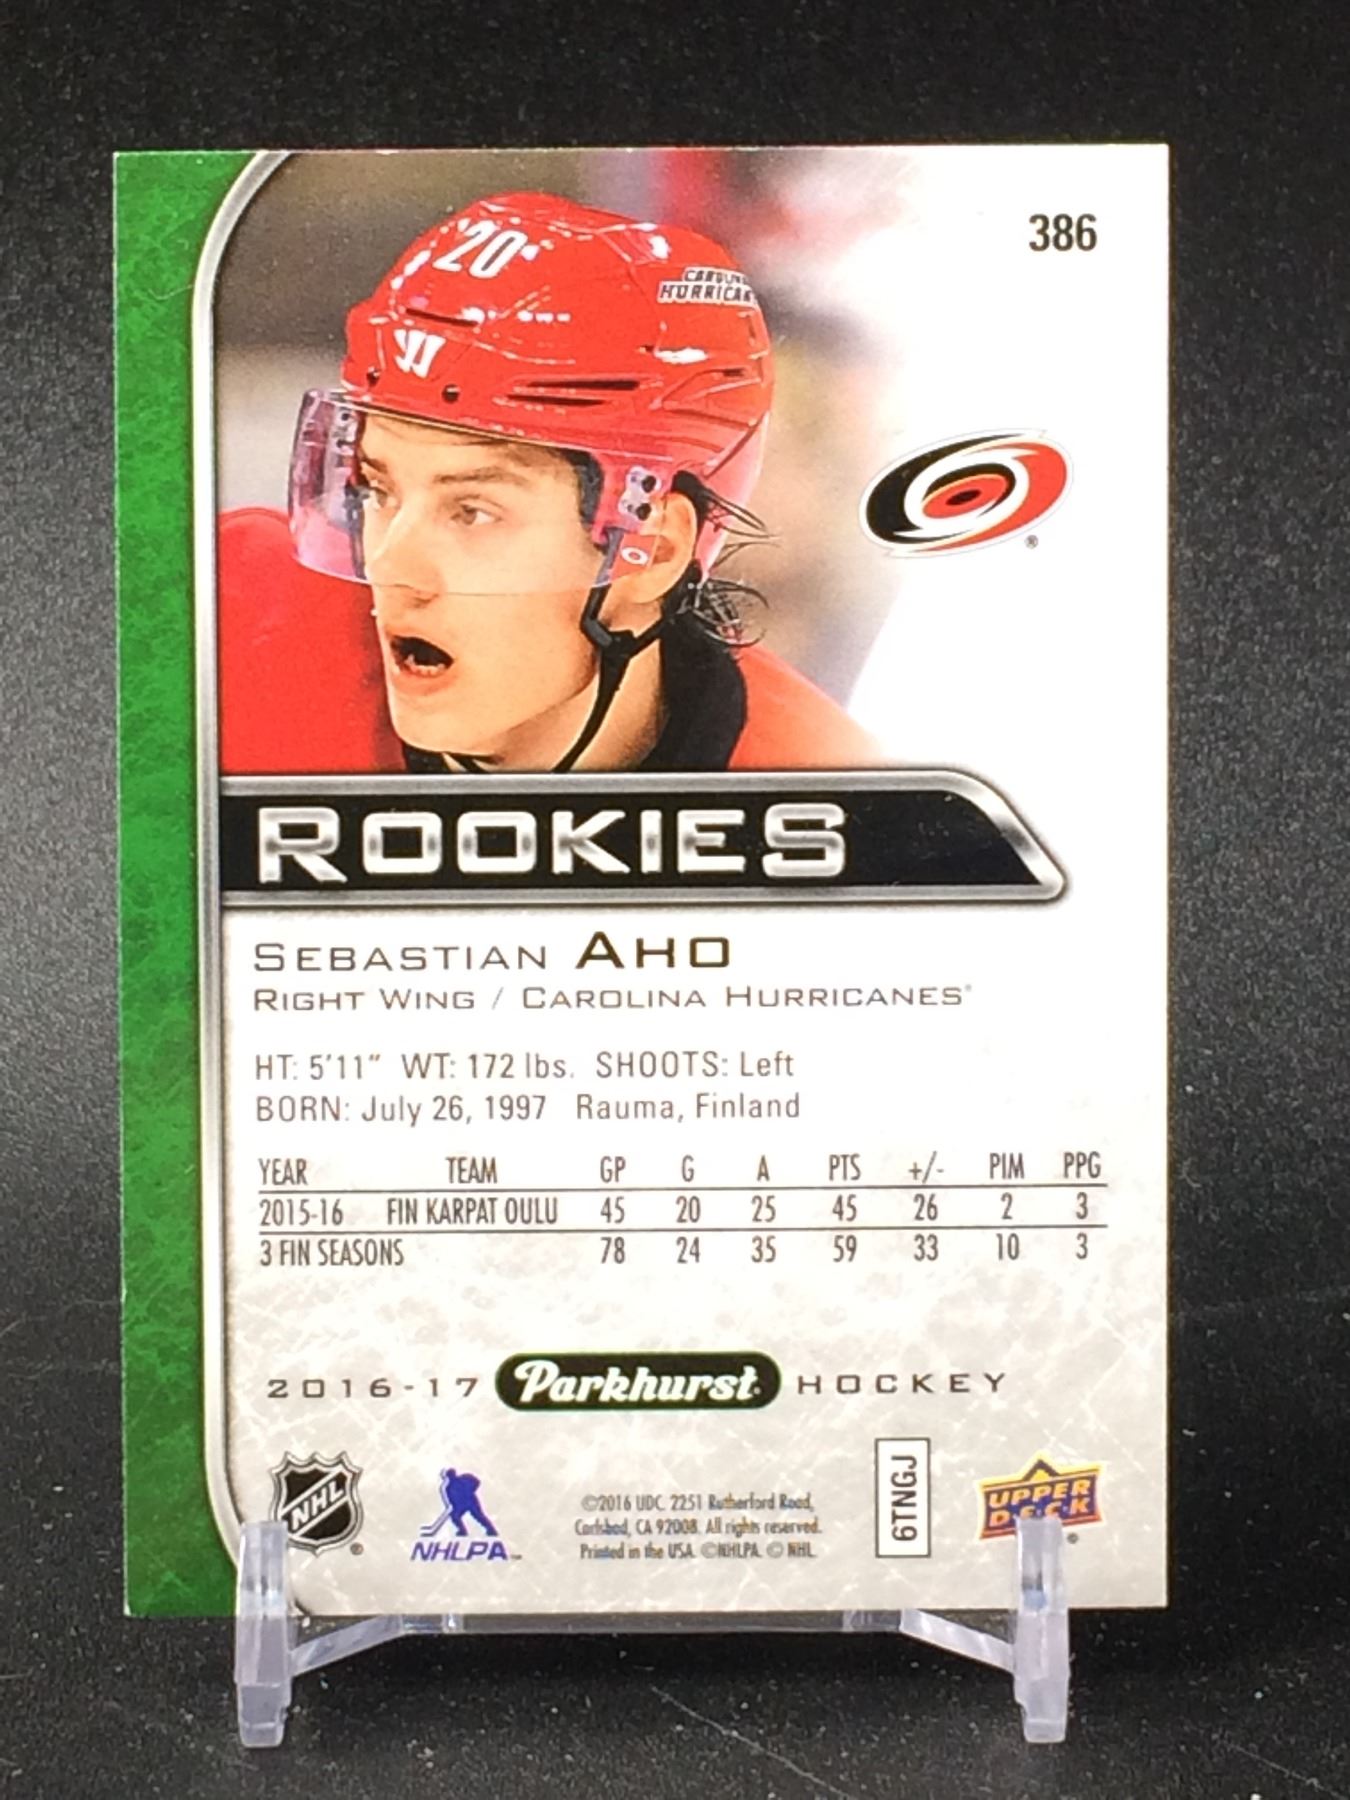 386
20
CAROLINA
HURRICAN
ROOKIES
SEBASTIAN AHO
RIGHT WING / CAROLINA HURRICANES®
HT: 5'11" WT: 172 lbs. SHOOTS: Left
BORN: July 26, 1997 Rauma, Finland
YEAR TEAM GP G A PTS +/- PIM PPG
2015-16 FIN KARPAT OULU 45 20 25 45 26 2 3
3 FIN SEASONS 78 24 35 59 33 10 3
2016-17 Parkhurst HOCKEY
NHL ®
NHLPA™
©2016 UDC. 2251 Rutherford Road,
Carlsbad, CA 92008. All rights reserved.
Printed in the USA ©NHLPA. © NHL
6TNGJ
UPPER
D·E·C·K
®